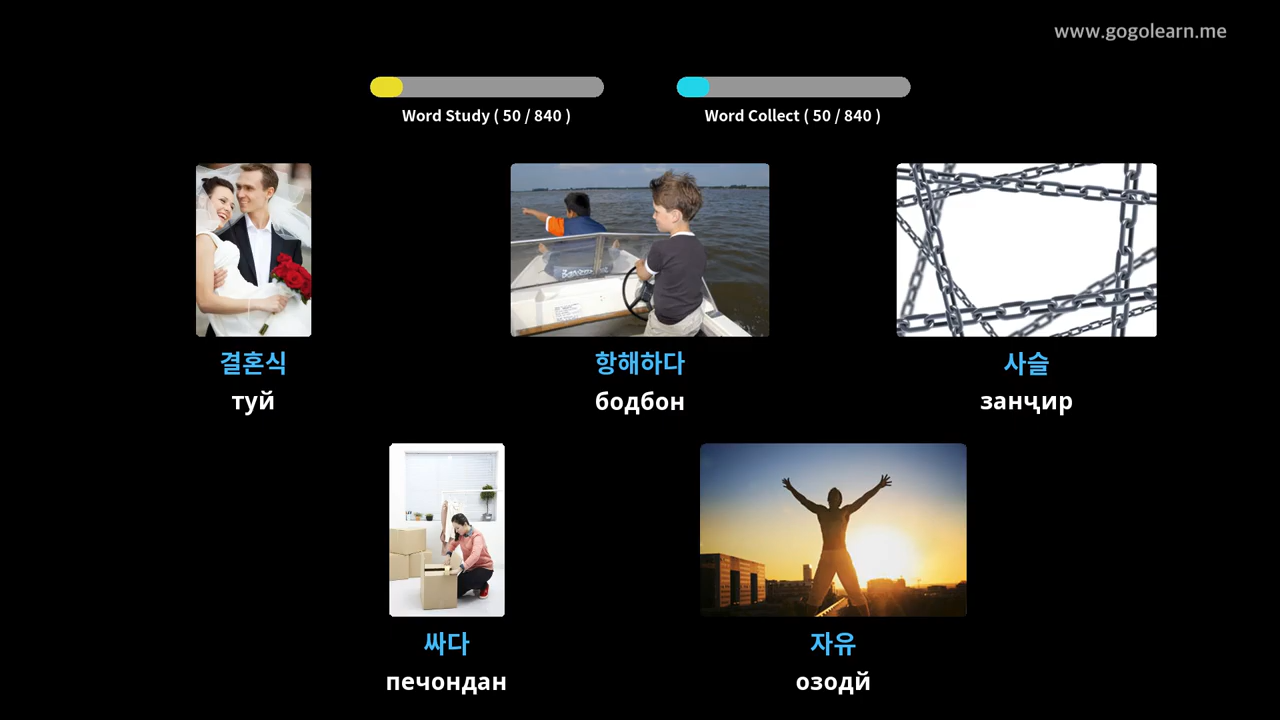 www.gogolearn.me
Word Study ( 50 / 840 )
Word Collect ( 50 / 840 )
결혼식
туй
항해하다
бодбон
사슬
занҷир
싸다
печондан
자유
озодй